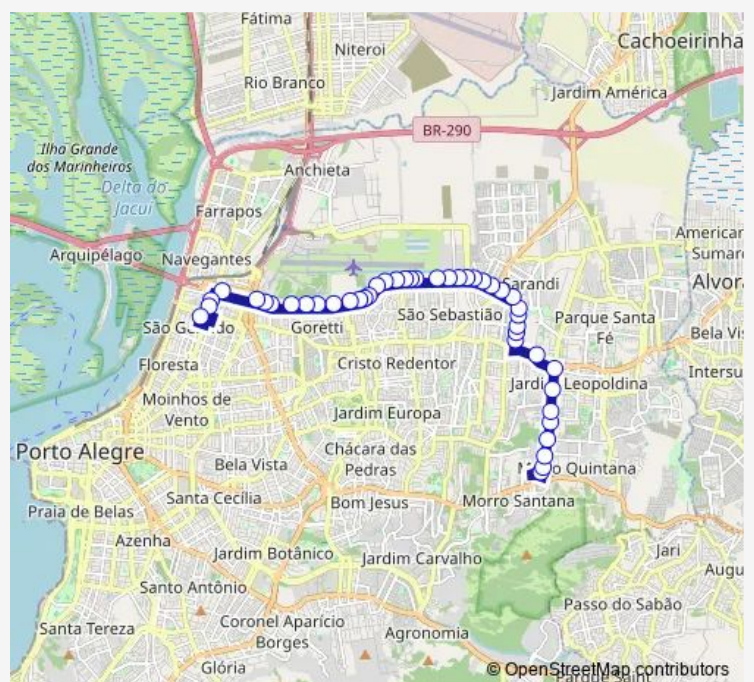 Fátima
Niteroi
Cachoeirinha
Rio Branco
Jardim América
BR-290
Ilha Grande
dos Marinheiros
Anchieta
Delta do
Jacuí
Farrapos
American
Sumaré
Arquipélago
Navegantes
Sarandi
Alvor
São
Goretti
São Sebastião
Parque Santa
Fé
Bela Vis
Floresta
Cristo Redentor
Intersu
Leopoldina
Moinhos de
Vento
Jardim Europa
Porto Alegre
Chácara das
Pedras
Bela Vista
Quintana
Santa Cecília
Bom Jesus
Morro Santana
Praia de Belas
Azenha
Jardim Botânico
Jardim Carvalho
Jari
Augu
Santo Antônio
Passo do Sabão
Santa Tereza
Coronel Aparício
Borges
Agronomia
Glória
© OpenStreetMap contributors